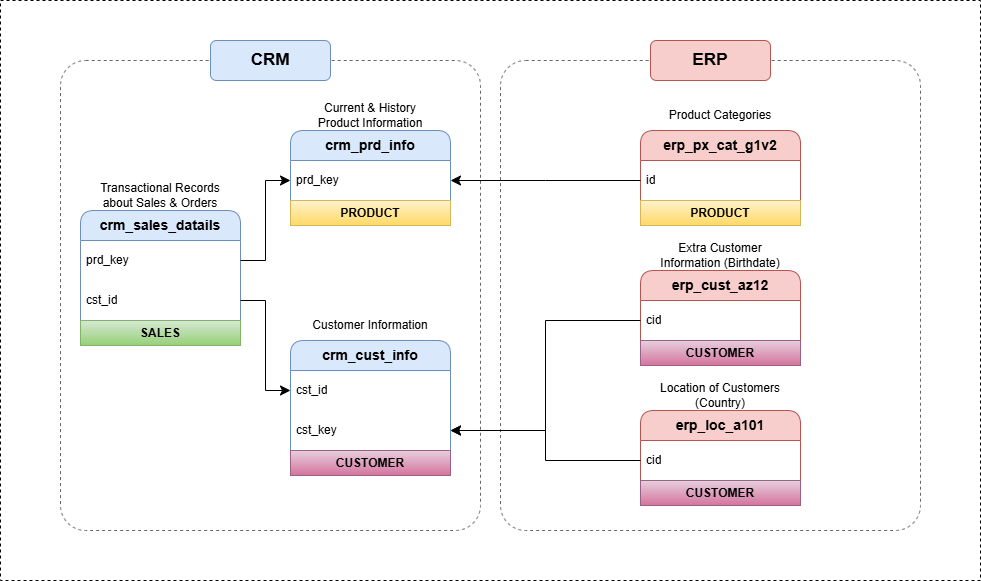 CRM
ERP
Current & History
Product Information
crm_prd_info
prd_key
PRODUCT
Transactional Records
about Sales & Orders
crm_sales_datails
prd_key
cst_id
SALES
Customer Information
crm_cust_info
cst_id
cst_key
CUSTOMER
Product Categories
erp_px_cat_g1v2
id
PRODUCT
Extra Customer
Information (Birthdate)
erp_cust_az12
cid
CUSTOMER
Location of Customers
(Country)
erp_loc_a101
cid
CUSTOMER